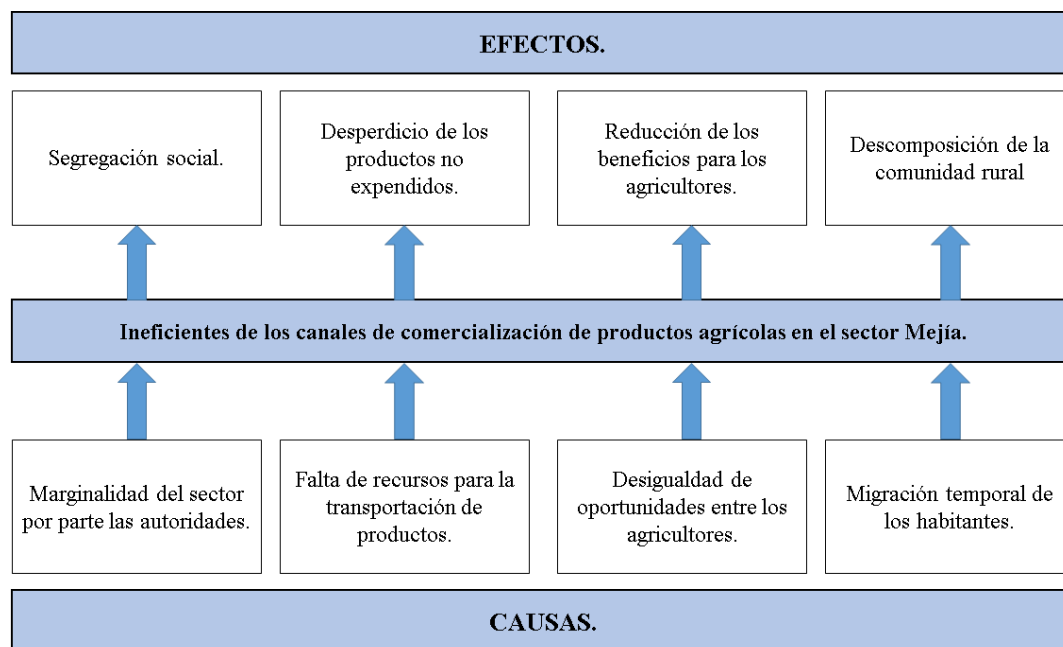 EFECTOS.
Segregación social.
Desperdicio de los
productos no
expendidos.
Reducción de los
beneficios para los
agricultores.
Descomposición de la
comunidad rural
Ineficientes de los canales de comercialización de productos agrícolas en el sector Mejía.
Marginalidad del sector
por parte las autoridades.
Falta de recursos para la
transportación de
productos.
Desigualdad de
oportunidades entre los
agricultores.
Migración temporal de
los habitantes.
CAUSAS.